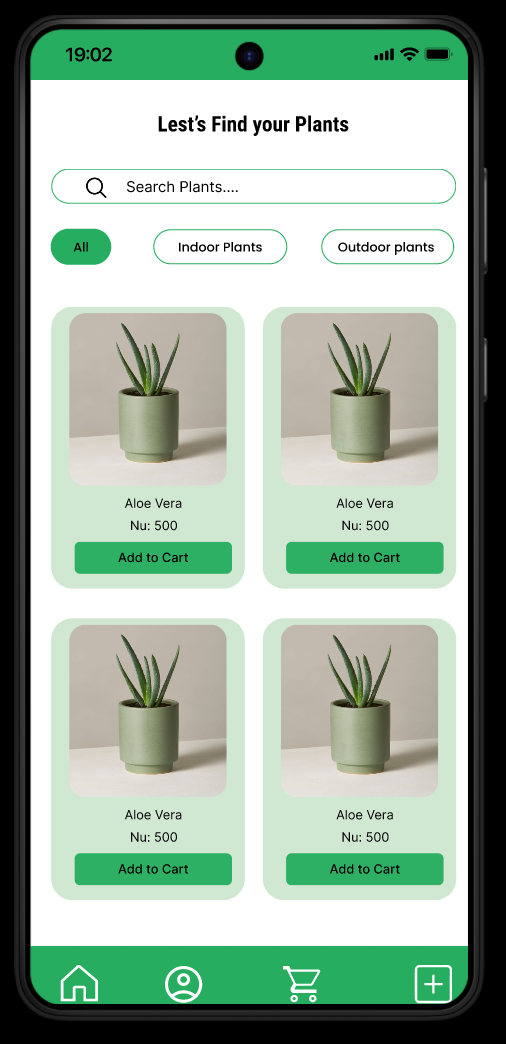 19:02
Lest's Find your Plants
Search Plants....
All Indoor Plants Outdoor plants
Aloe Vera Aloe Vera
Nu: 500 Nu: 500
Add to Cart Add to Cart
Aloe Vera Aloe Vera
Nu: 500 Nu: 500
Add to Cart Add to Cart